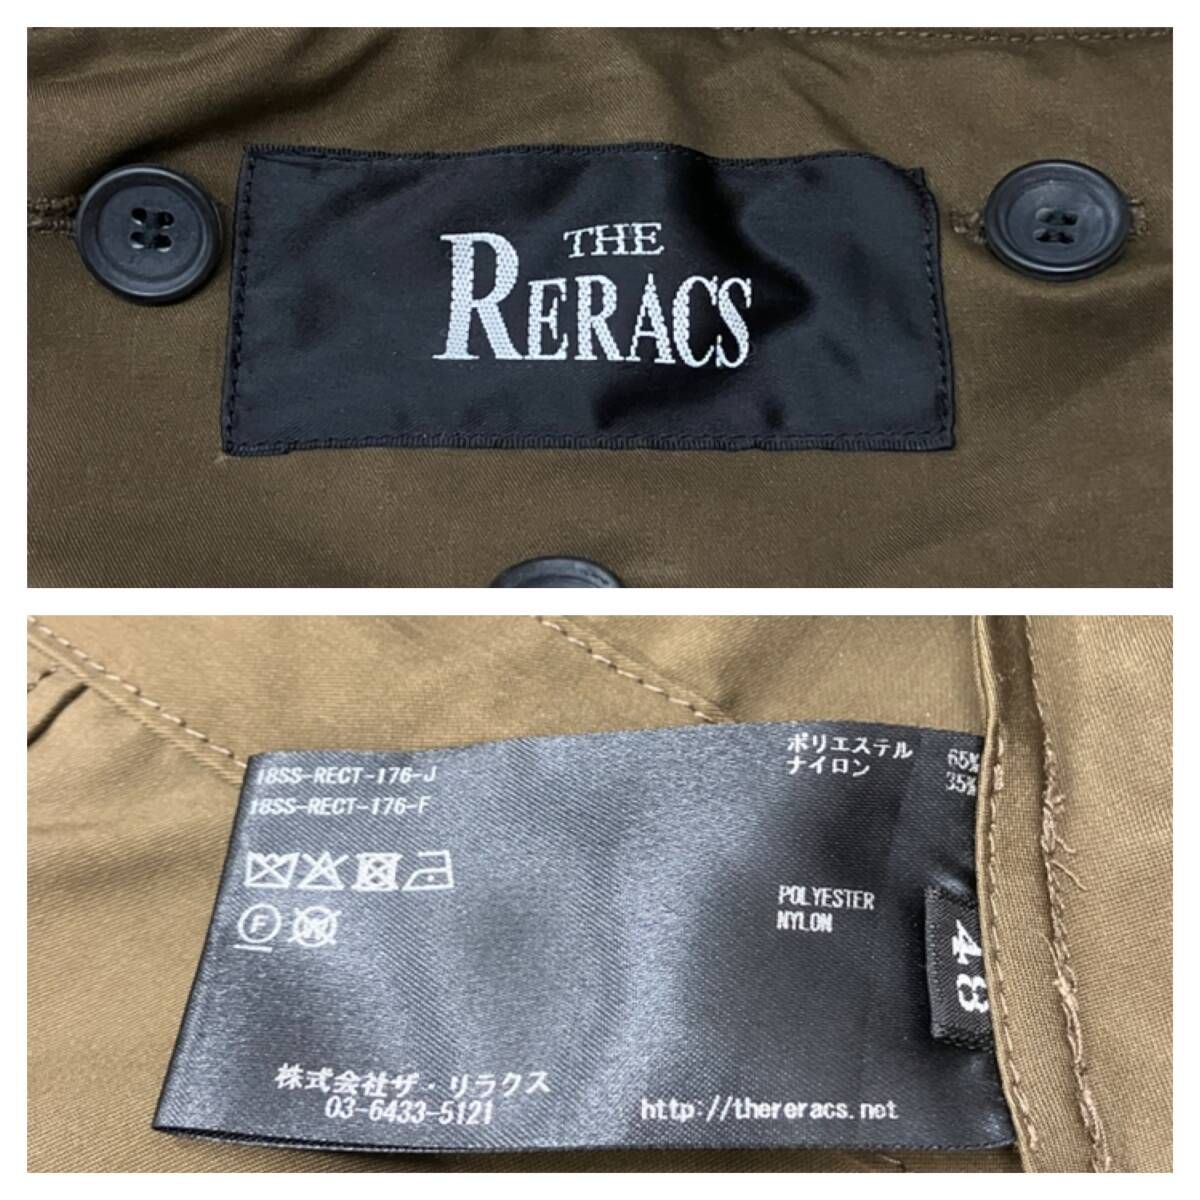 THE
RERACS
18SS-RECT-176-J
18SS-RECT-176-F
ポリエステル 65%
ナイロン 35%
POLYESTER
NYLON
F
W
48
株式会社ザ・リラクス
03-6433-5121
http://thereracs.net